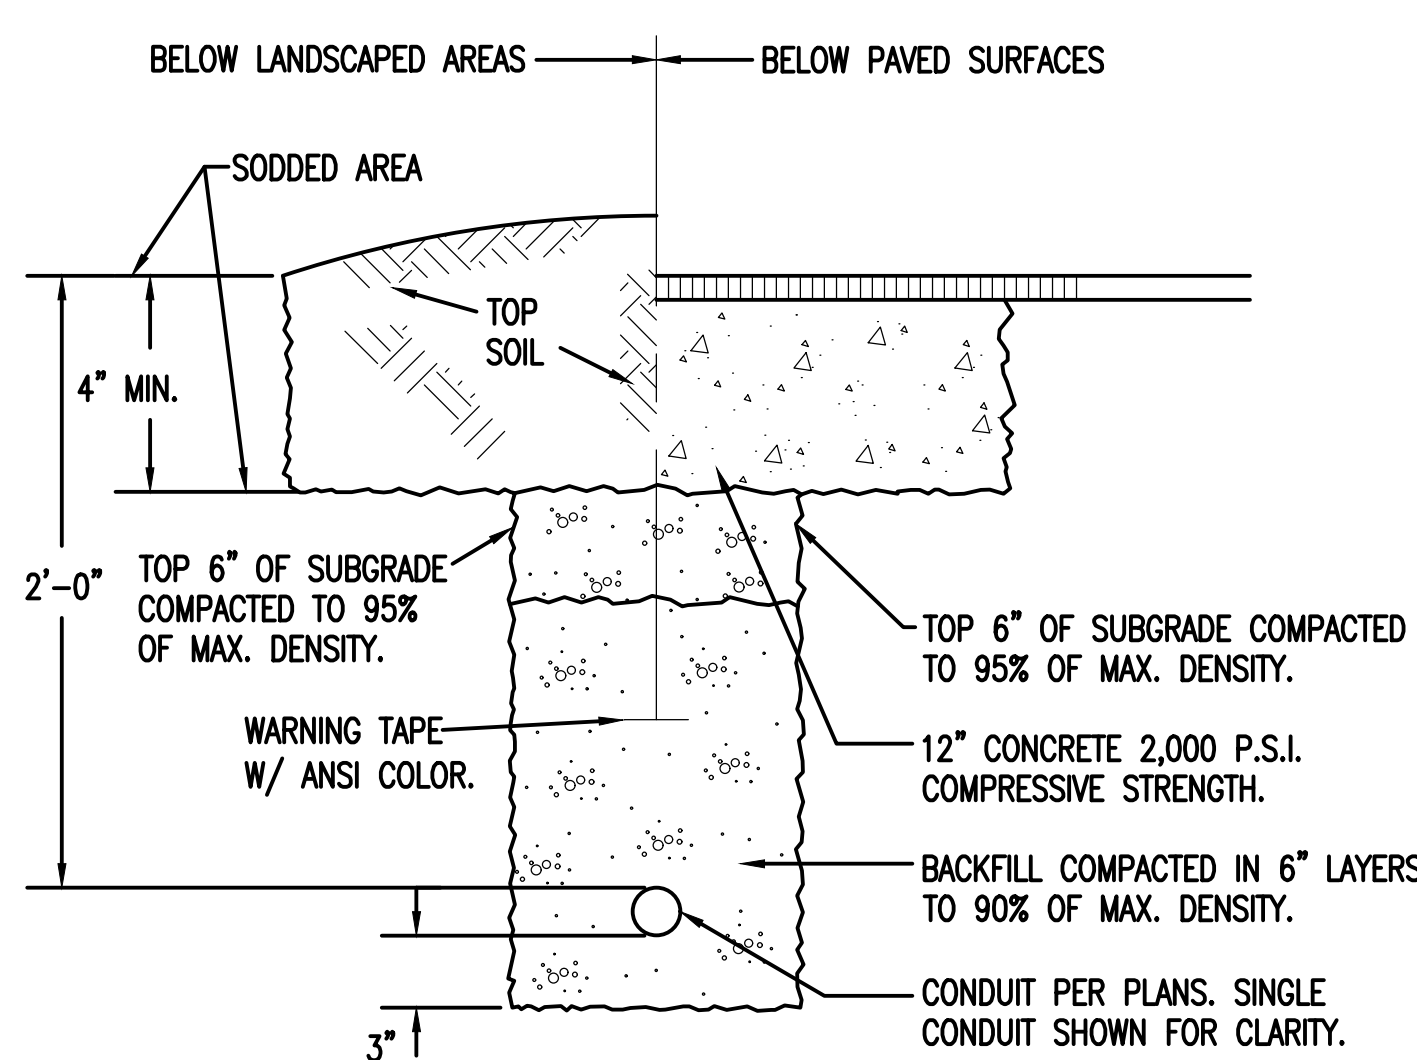 BELOW LANDSCAPED AREAS
BELOW PAVED SURFACES
SODDED AREA
TOP
SOIL
4" MIN.
2'-0"
TOP 6" OF SUBGRADE
COMPACTED TO 95%
OF MAX. DENSITY.
TOP 6" OF SUBGRADE COMPACTED
TO 95% OF MAX. DENSITY.
WARNING TAPE
W/ ANSI COLOR.
12" CONCRETE 2,000 P.S.I.
COMPRESSIVE STRENGTH.
BACKFILL COMPACTED IN 6" LAYERS
TO 90% OF MAX. DENSITY.
CONDUIT PER PLANS. SINGLE
CONDUIT SHOWN FOR CLARITY.
3"